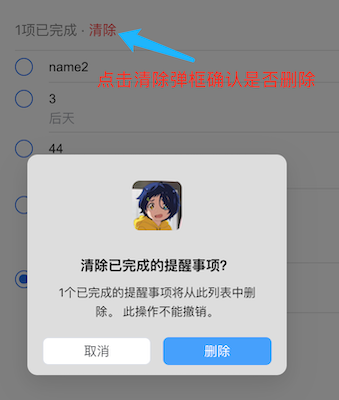 1项已完成 · 清除
name2
点击清除弹框确认是否删除
3
后天
44
清除已完成的提醒事项?
1个已完成的提醒事项将从此列表中删
除。 此操作不能撤销。
取消
删除